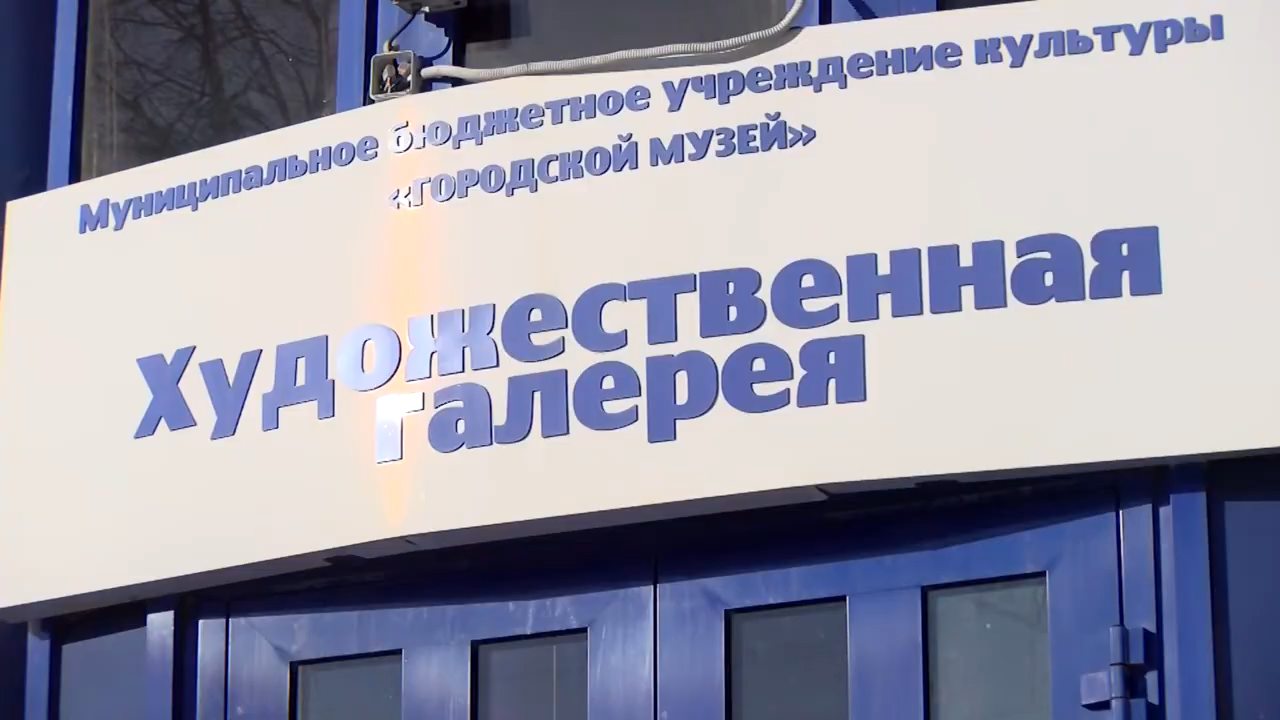 Муниципальное бюджетное учреждение культуры
«ГОРОДСКОЙ МУЗЕЙ»
Художественная
галерея